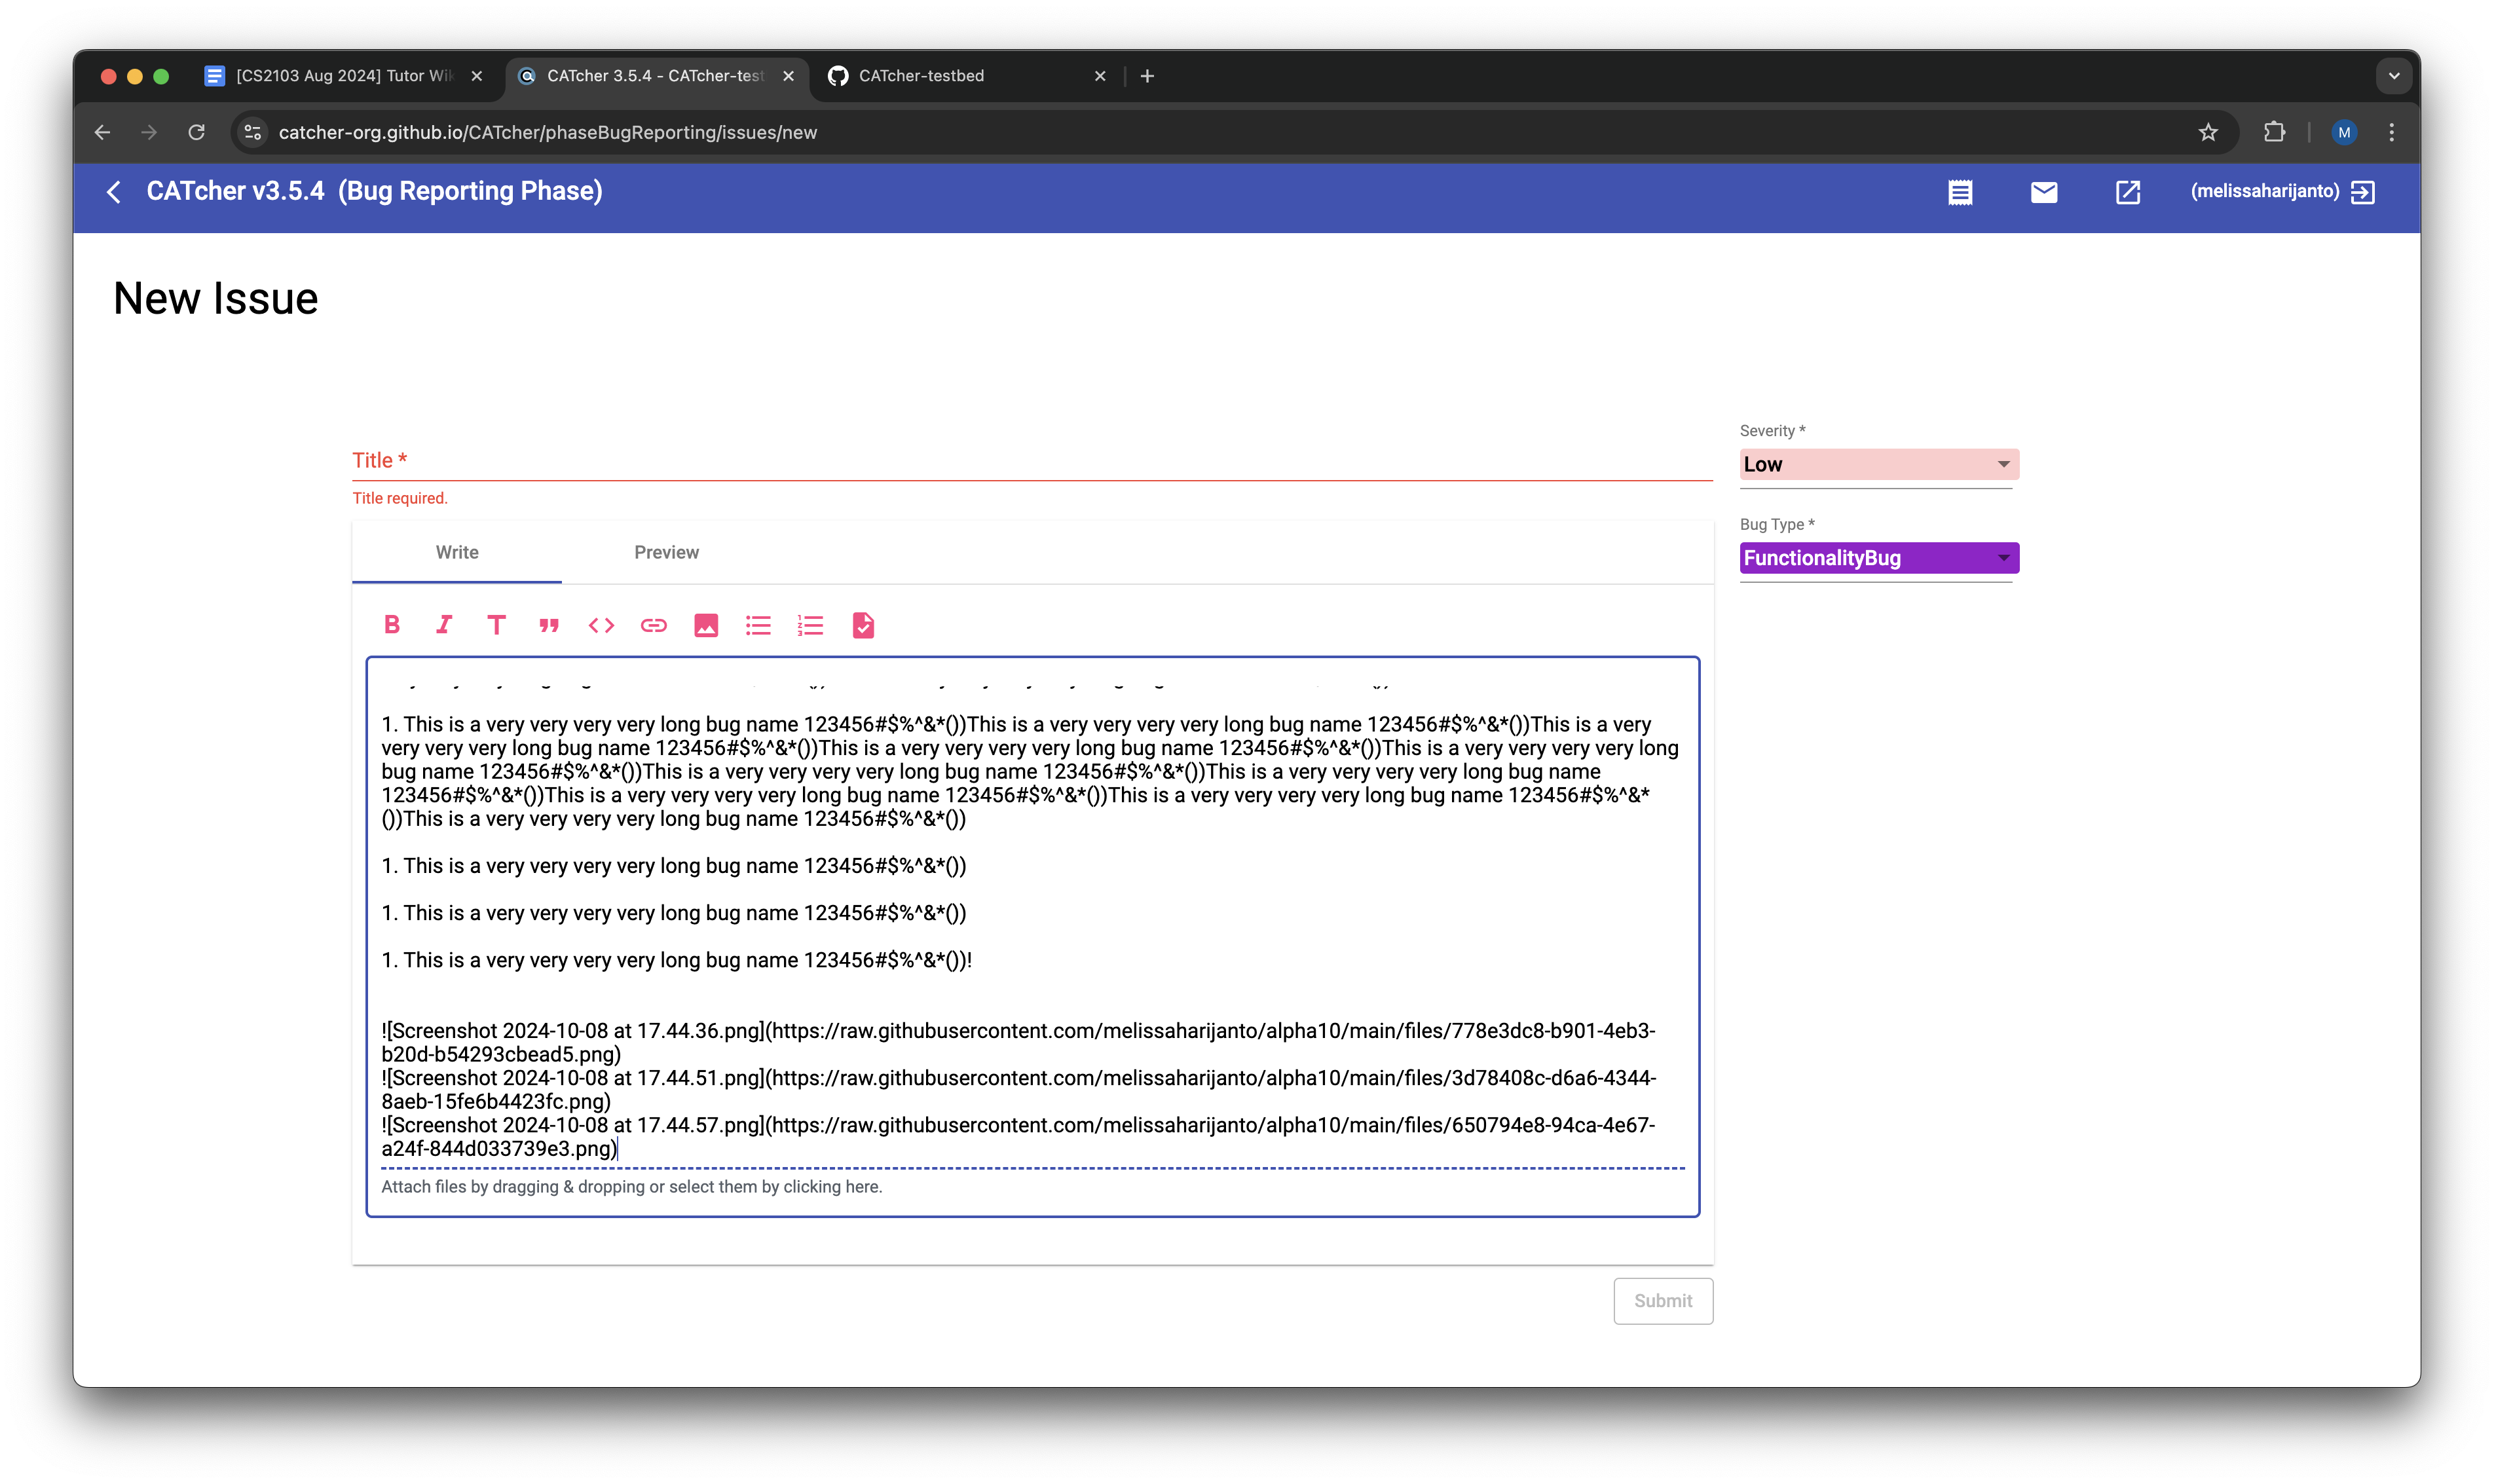 [CS2103 Aug 2024] Tutor Wik
CATcher 3.5.4 - CATcher-test
CATcher-testbed
catcher-org.github.io/CATcher/phaseBugReporting/issues/new
M
CATcher v3.5.4 (Bug Reporting Phase)
(melissaharijanto)
New Issue
Severity *
Title *
Low
Title required.
Bug Type *
Write
Preview
FunctionalityBug
1. This is a very very very very long bug name 123456#$%^&*())This is a very very very very long bug name 123456#$%^&*())This is a very
very very very long bug name 123456#$%^&*())This is a very very very very long bug name 123456#$%^&*())This is a very very very very long
bug name 123456#$%^&*())This is a very very very very long bug name 123456#$%^&*())This is a very very very very long bug name
123456#$%^&*())This is a very very very very long bug name 123456#$%^&*())This is a very very very very long bug name 123456#$%^&*
())This is a very very very very long bug name 123456#$%^&*())
1. This is a very very very very long bug name 123456#$%^&*())
1. This is a very very very very long bug name 123456#$%^&*())
1. This is a very very very very long bug name 123456#$%^&*())!
![Screenshot 2024-10-08 at 17.44.36.png](https://raw.githubusercontent.com/melissaharijanto/alpha10/main/files/778e3dc8-b901-4eb3-
b20d-b54293cbead5.png)
![Screenshot 2024-10-08 at 17.44.51.png](https://raw.githubusercontent.com/melissaharijanto/alpha10/main/files/3d78408c-d6a6-4344-
8aeb-15fe6b4423fc.png)
![Screenshot 2024-10-08 at 17.44.57.png](https://raw.githubusercontent.com/melissaharijanto/alpha10/main/files/650794e8-94ca-4e67-
a24f-844d033739e3.png)
Attach files by dragging & dropping or select them by clicking here.
Submit